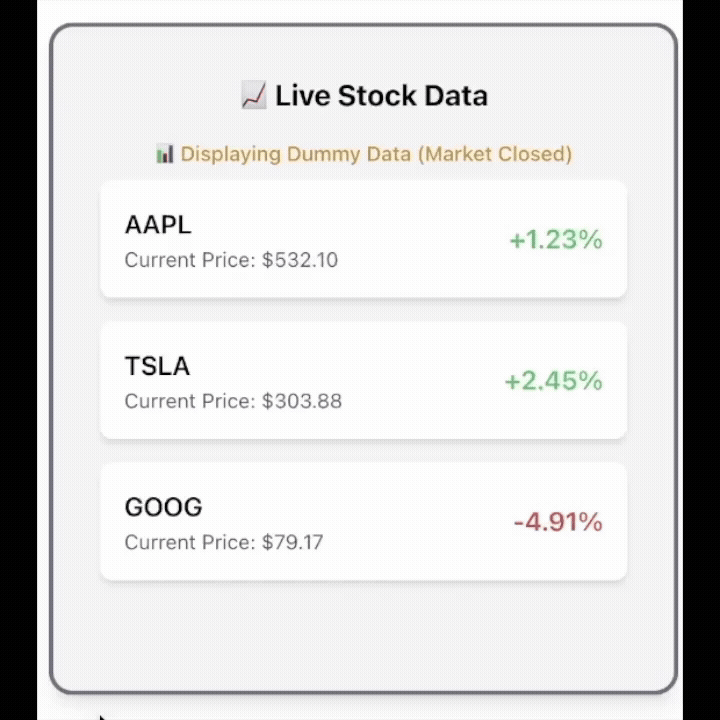 📈 Live Stock Data
📊 Displaying Dummy Data (Market Closed)
AAPL
Current Price: $532.10
+1.23%
TSLA
Current Price: $303.88
+2.45%
GOOG
Current Price: $79.17
-4.91%